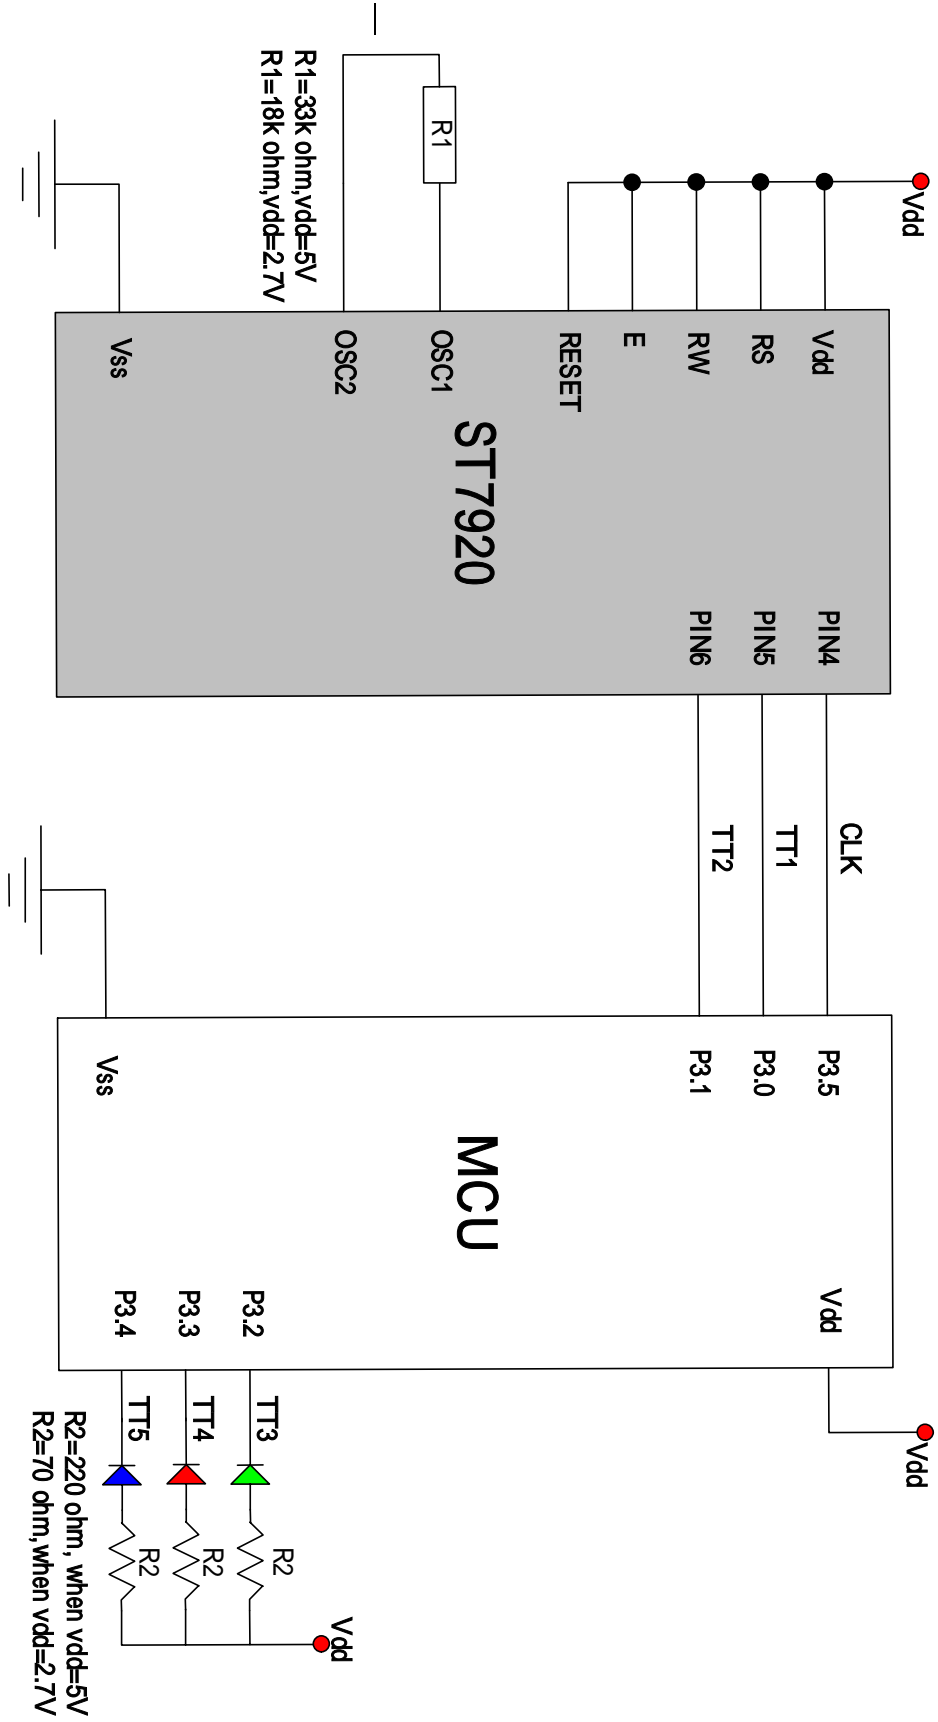 Vdd
Vdd
RS
RW
E
RESET
OSC1
OSC2
Vss
R1
R1=33k ohm,vdd=5V
R1=18k ohm,vdd=2.7V
ST7920
PIN4
PIN5
PIN6
CLK
TT1
TT2
P3.5
P3.0
P3.1
Vss
MCU
Vdd
Vdd
P3.2
P3.3
P3.4
TT3
TT4
TT5
R2
R2
R2
Vdd
R2=220 ohm, when vdd=5V
R2=70 ohm,when vdd=2.7V